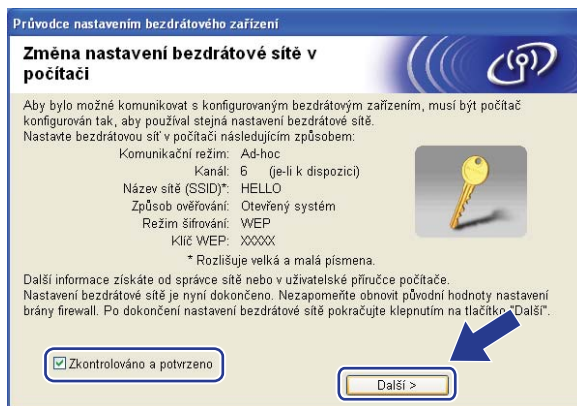 Průvodce nastavením bezdrátového zařízení
Změna nastavení bezdrátové sítě v
počítači
Aby bylo možné komunikovat s konfigurovaným bezdrátovým zařízením, musí být počítač
konfigurován tak, aby používal stejná nastavení bezdrátové sítě.
Nastavte bezdrátovou síť v počítači následujícím způsobem:
Komunikační režim: Ad-hoc
Kanál: 6 (je-li k dispozici)
Název sítě (SSID)*: HELLO
Způsob ověřování: Otevřený systém
Režim šifrování: WEP
Klíč WEP: XXXXX
* Rozlišuje velká a malá písmena.
Další informace získáte od správce sítě nebo v uživatelské příručce počítače.
Nastavení bezdrátové sítě je nyní dokončeno. Nezapomeňte obnovit původní hodnoty nastavení
brány firewall. Po dokončení nastavení bezdrátové sítě pokračujte klepnutím na tlačítko "Další".
Zkontrolováno a potvrzeno
Další >